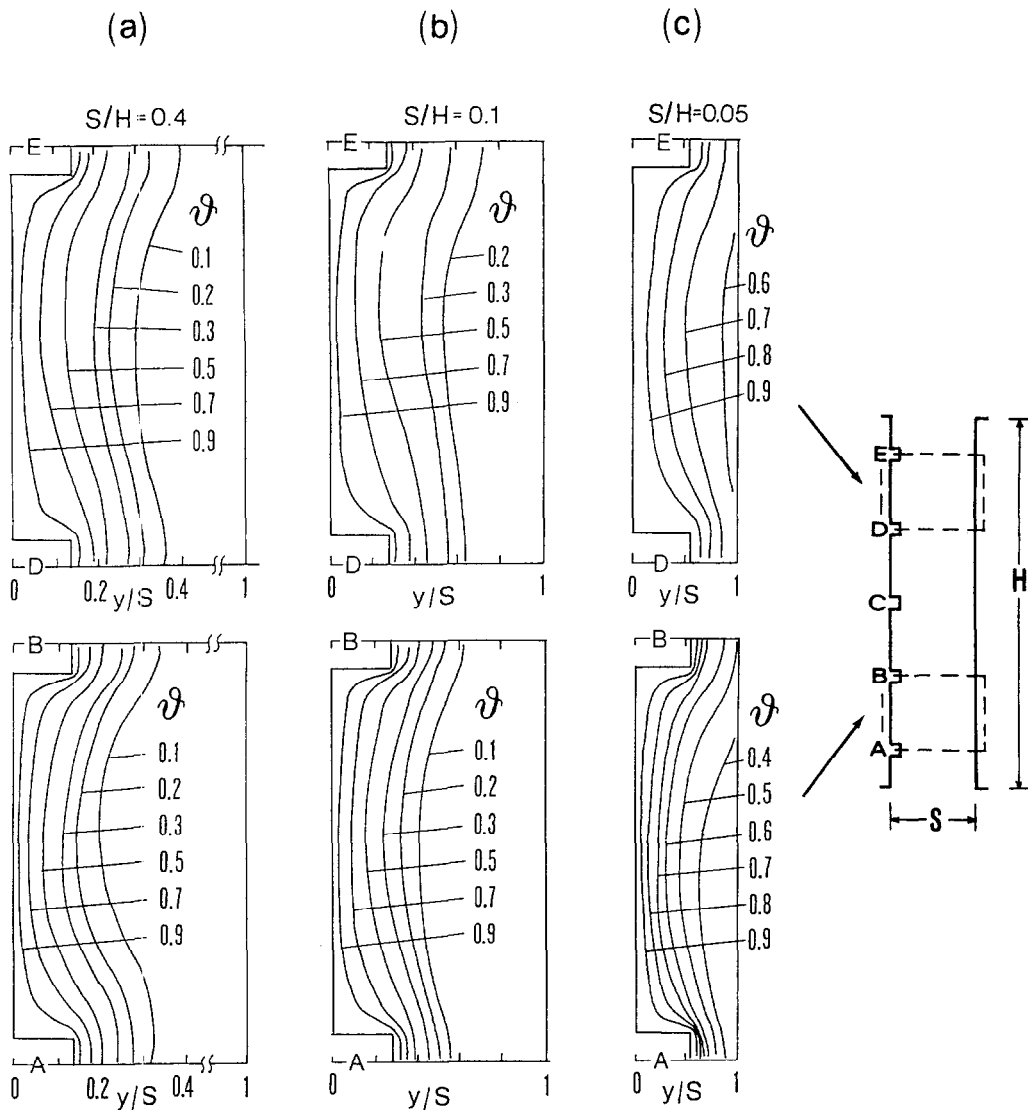 (a) (b) (c)
S/H=0.4 S/H=0.1 S/H=0.05
E E E
ϑ ϑ ϑ
0.1
0.2
0.3
0.5
0.7
0.9
0.2
0.3
0.5
0.7
0.9
0.6
0.7
0.8
0.9
D D D
0 0.2 0.4 1
y/S
0 1
y/S
0 1
y/S
B B B
ϑ ϑ ϑ
0.1
0.2
0.3
0.5
0.7
0.9
0.1
0.2
0.3
0.5
0.7
0.9
0.4
0.5
0.6
0.7
0.8
0.9
A A A
0 0.2 0.4 1
y/S
0 1
y/S
0 1
y/S
E
D
C
B
A
H
S